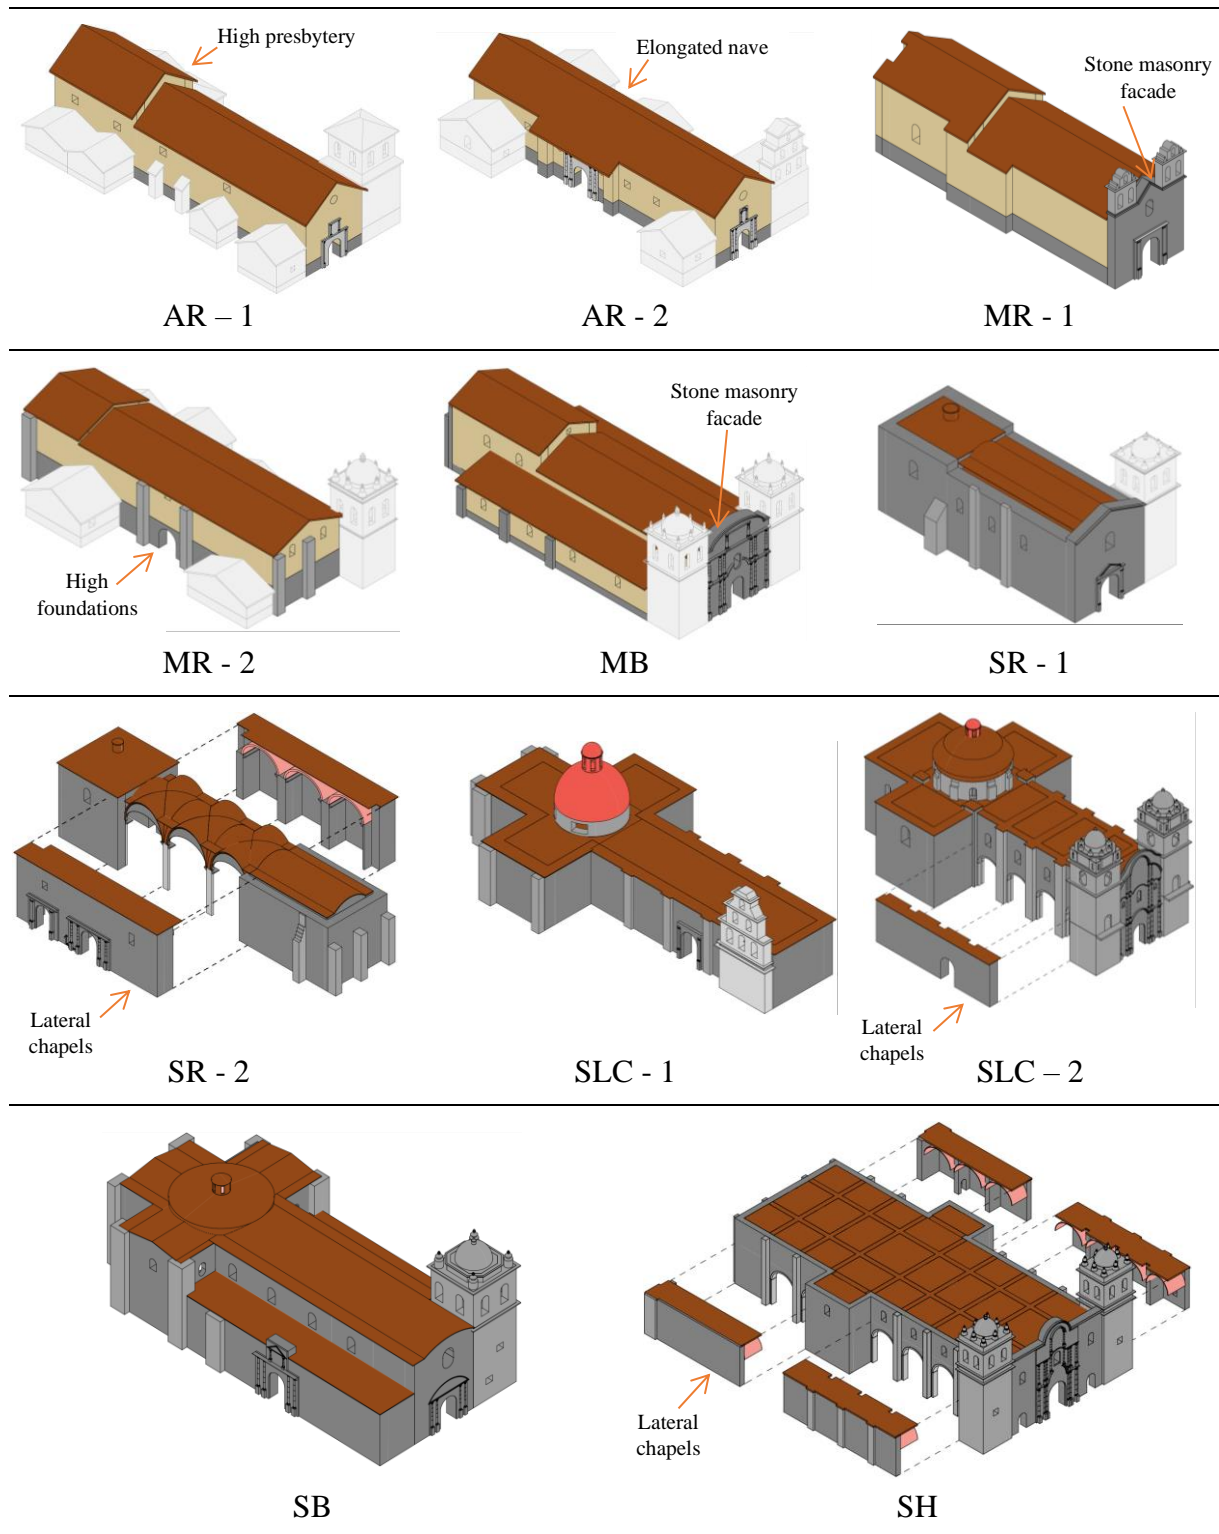 High presbytery
Elongated nave
Stone masonry
facade
AR – 1
AR - 2
MR - 1
Stone masonry
facade
High
foundations
MR - 2
MB
SR - 1
Lateral
chapels
Lateral
chapels
SR - 2
SLC - 1
SLC – 2
Lateral
chapels
SB
SH